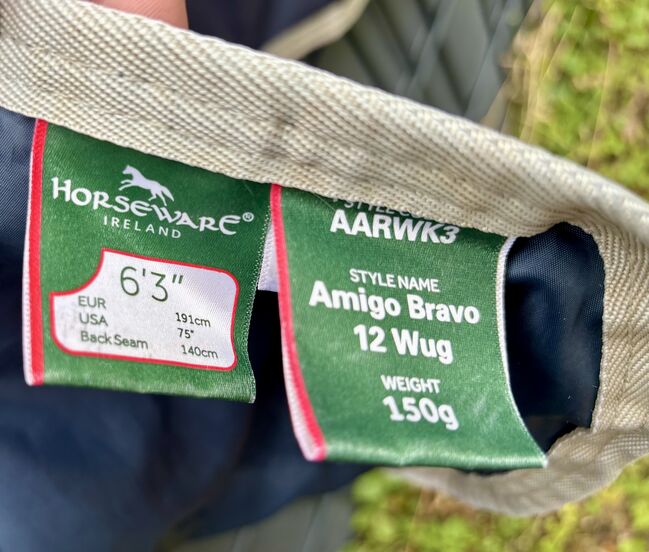 HORSEWARE®
IRELAND
6'3"
EUR 191cm
USA 75"
Back Seam 140cm
STYLE
AARWK3
STYLE NAME
Amigo Bravo
12 Wug
WEIGHT
150g